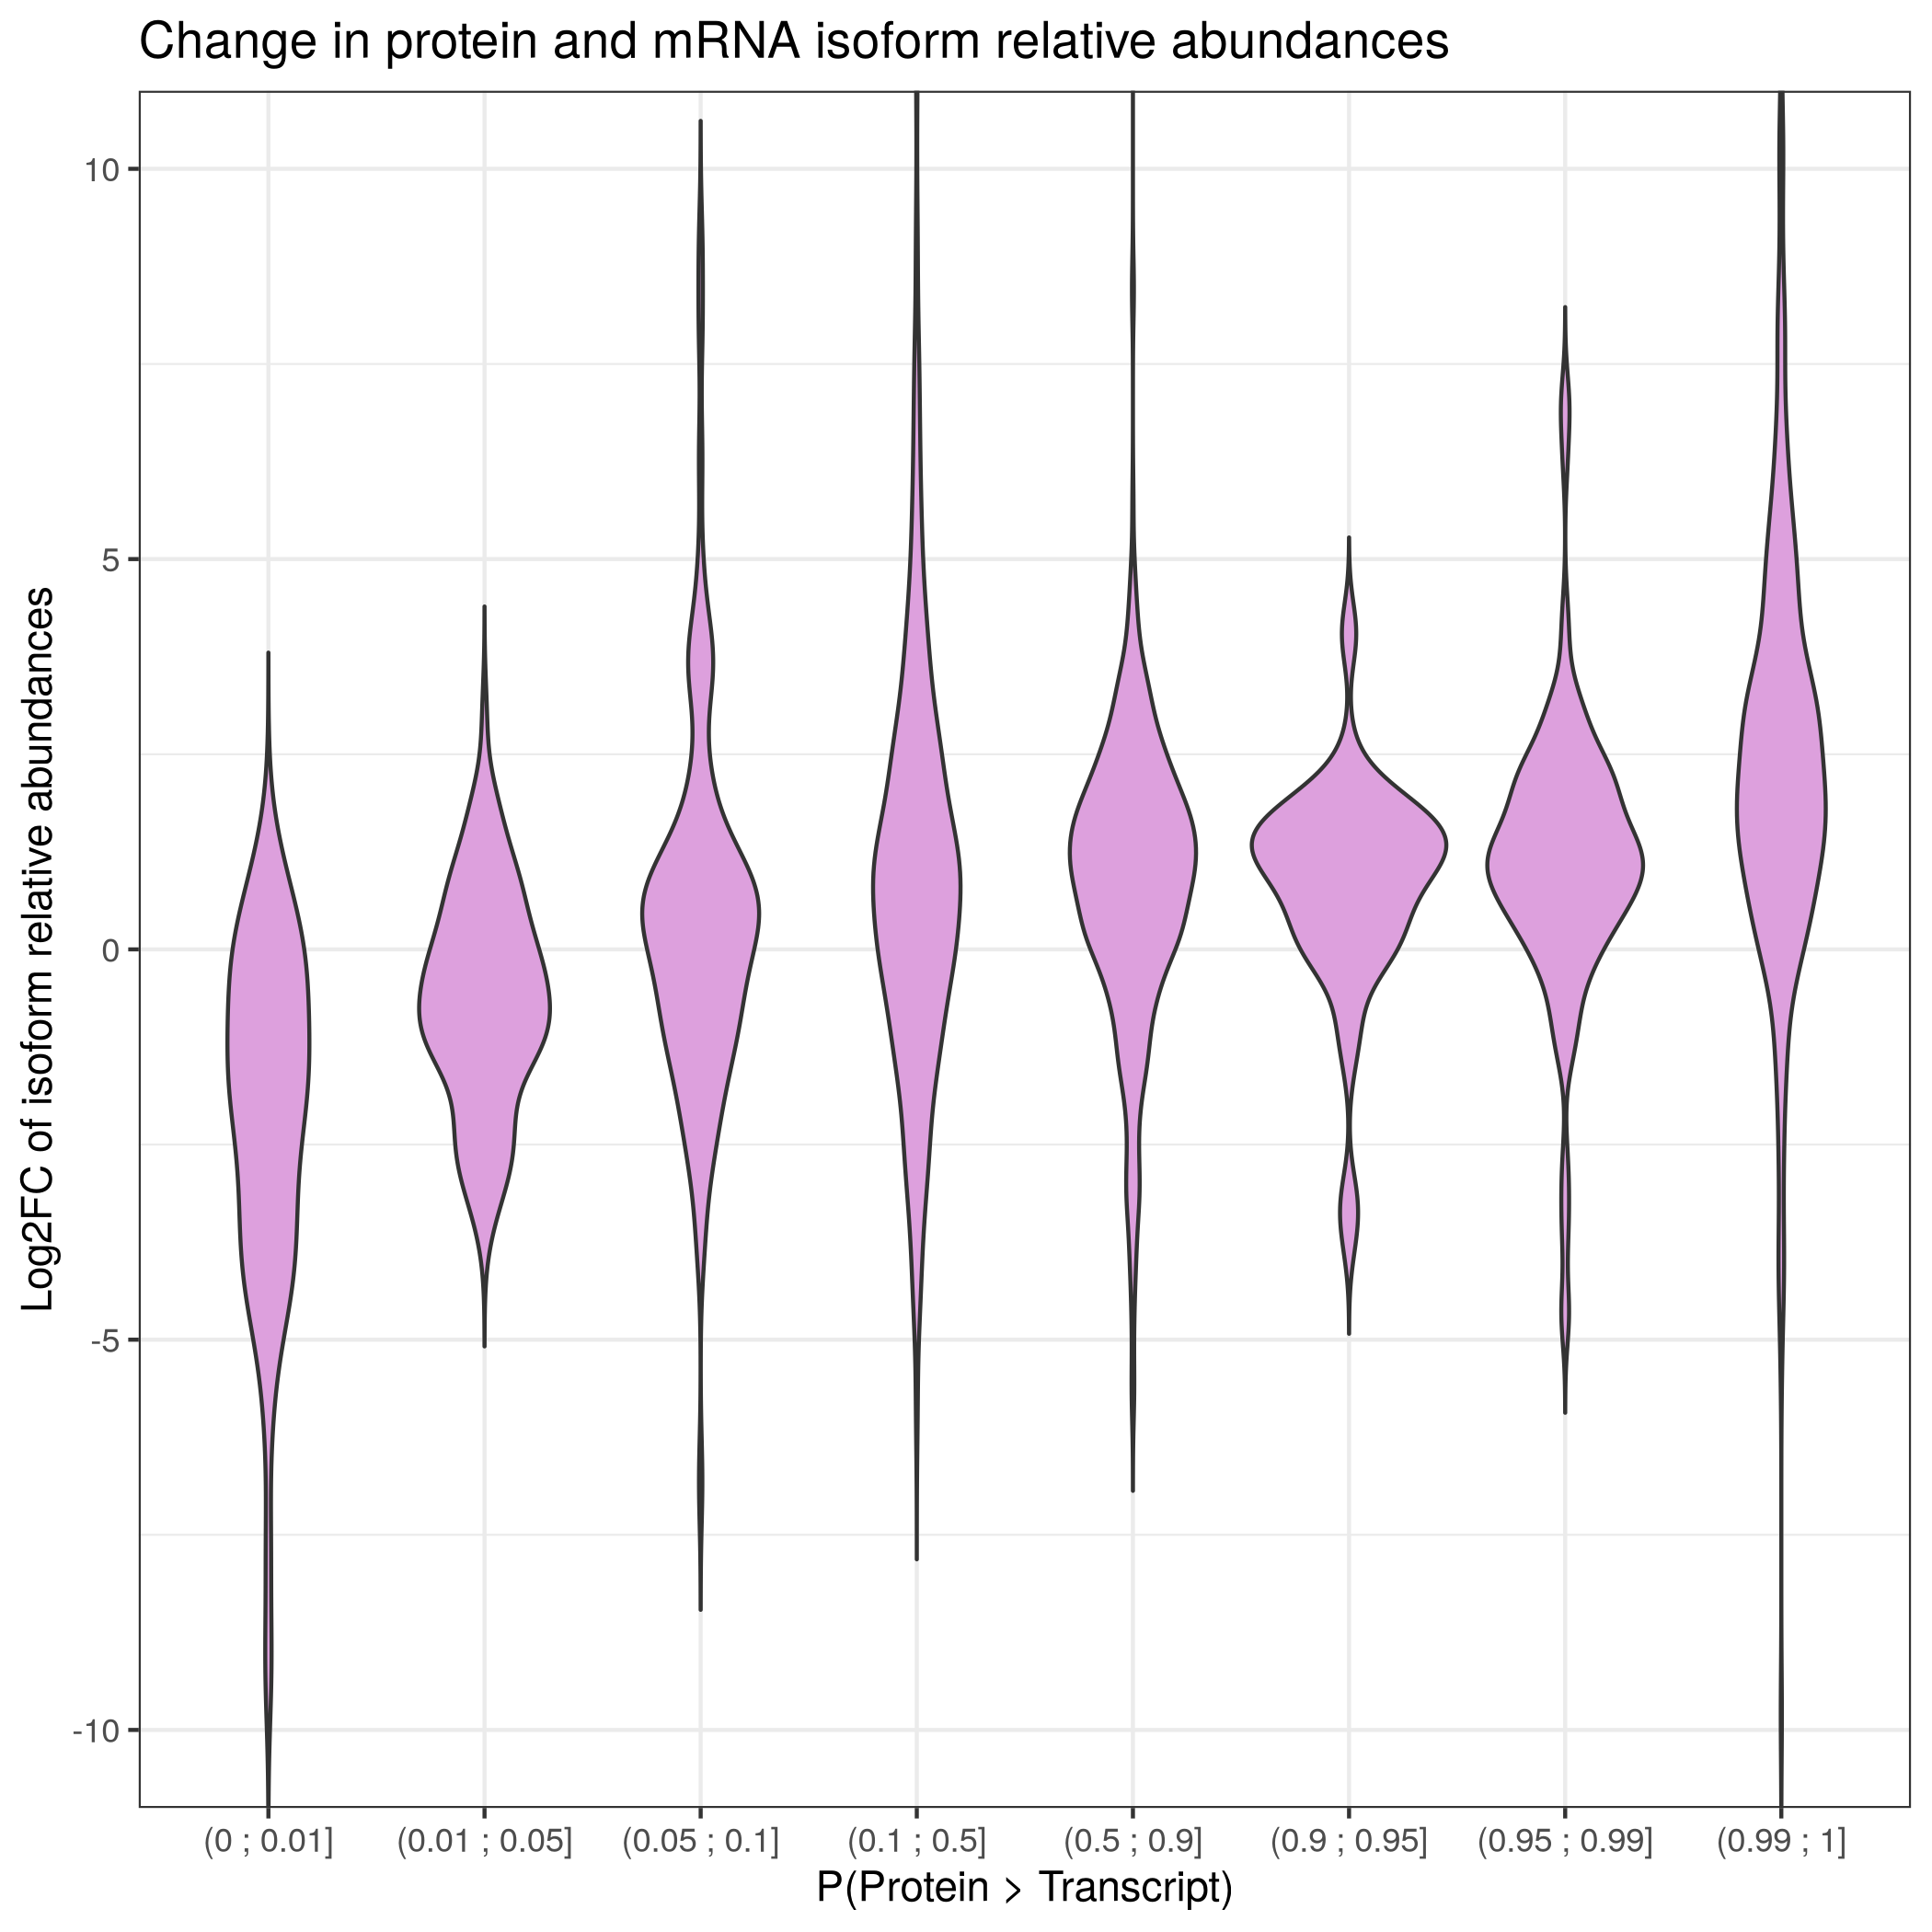 Change in protein and mRNA isoform relative abundances
Log2FC of isoform relative abundances
10
5
0
-5
-10
(0 ; 0.01]
(0.01 ; 0.05]
(0.05 ; 0.1]
(0.1 ; 0.5]
(0.5 ; 0.9]
(0.9 ; 0.95]
(0.95 ; 0.99]
(0.99 ; 1]
P(Protein > Transcript)